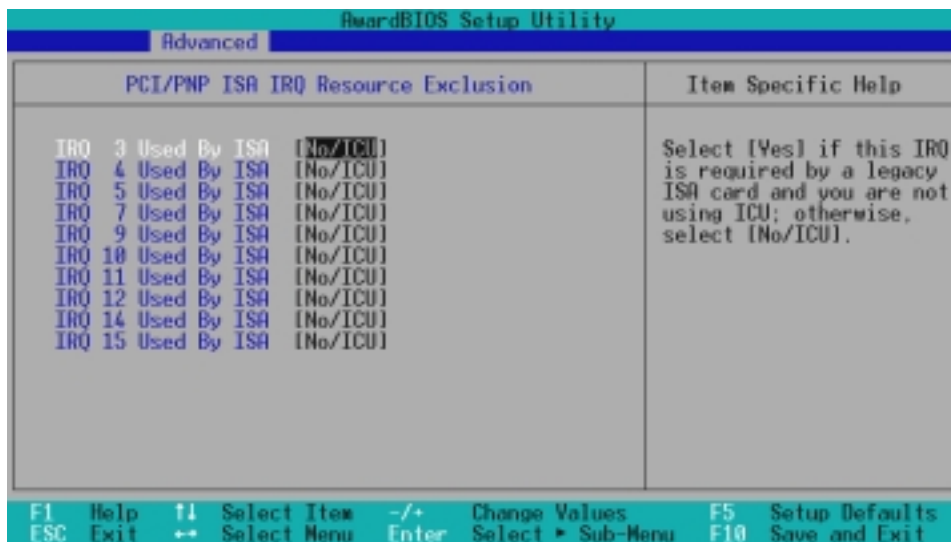 AwardBIOS Setup Utility
Advanced
PCI/PNP ISA IRQ Resource Exclusion
Item Specific Help
IRQ 3 Used By ISA [No/ICU]
IRQ 4 Used By ISA [No/ICU]
IRQ 5 Used By ISA [No/ICU]
IRQ 7 Used By ISA [No/ICU]
IRQ 9 Used By ISA [No/ICU]
IRQ 10 Used By ISA [No/ICU]
IRQ 11 Used By ISA [No/ICU]
IRQ 12 Used By ISA [No/ICU]
IRQ 14 Used By ISA [No/ICU]
IRQ 15 Used By ISA [No/ICU]
Select [Yes] if this IRQ
is required by a legacy
ISA card and you are not
using ICU; otherwise,
select [No/ICU].
F1 Help ↑↓ Select Item -/+ Change Values F5 Setup Defaults
ESC Exit ↔ Select Menu Enter Select ► Sub-Menu F10 Save and Exit